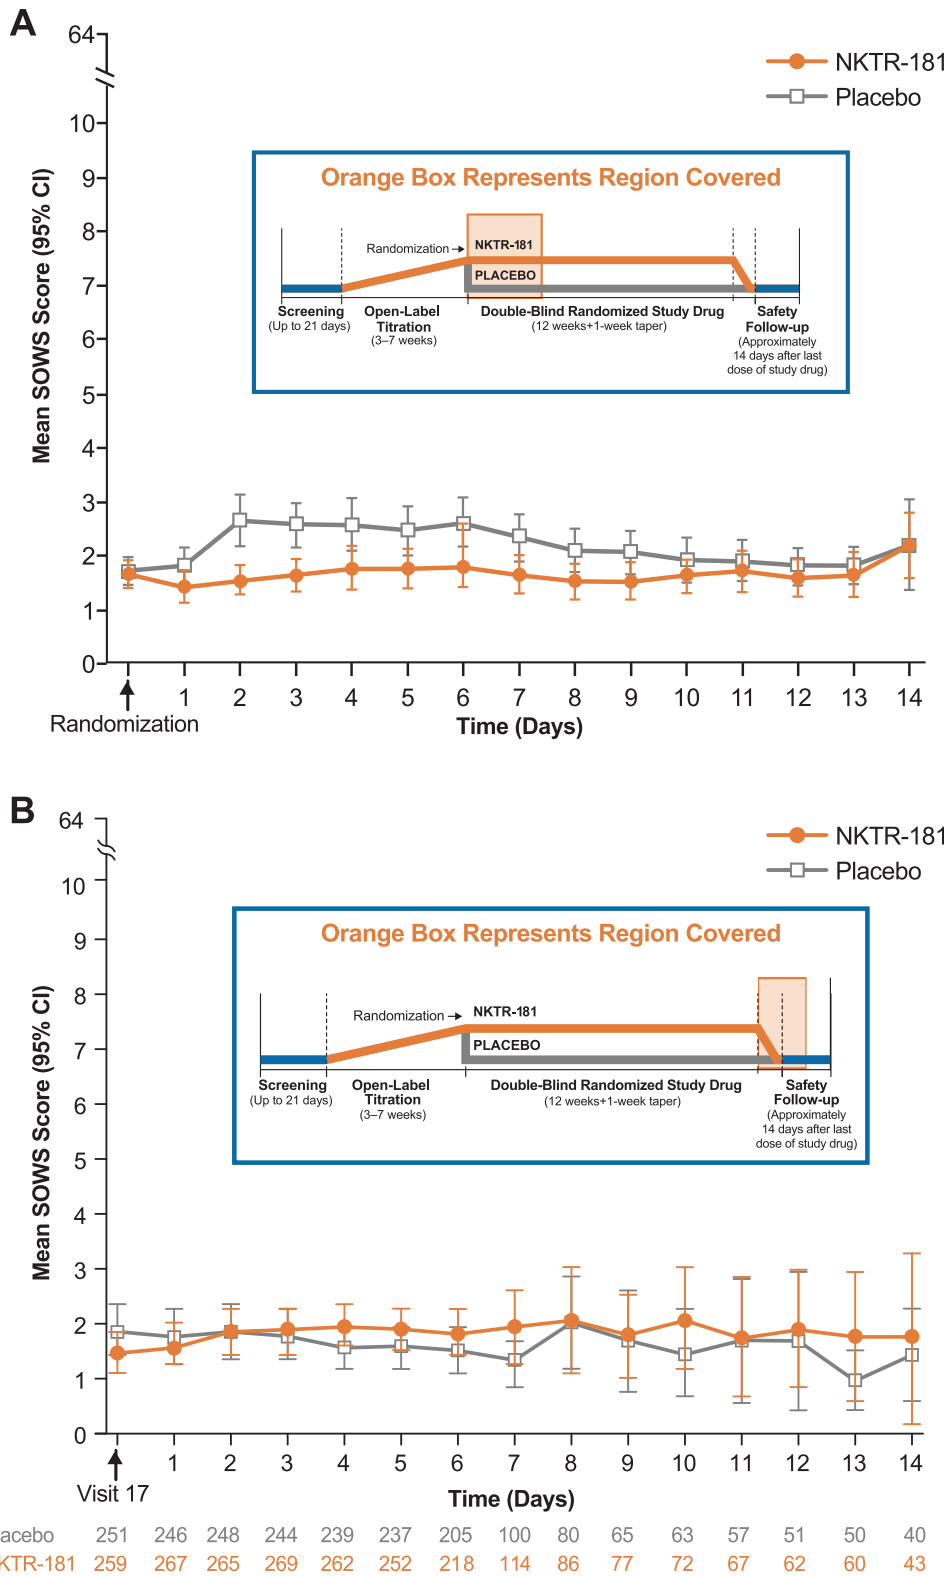 A
64
10
9
8
7
6
5
4
3
2
1
0
Mean SOWS Score (95% CI)
NKTR-181
Placebo
Orange Box Represents Region Covered
Randomization
NKTR-181
PLACEBO
Screening
(Up to 21 days)
Open-Label
Titration
(3–7 weeks)
Double-Blind Randomized Study Drug
(12 weeks+1-week taper)
Safety
Follow-up
(Approximately
14 days after last
dose of study drug)
1 2 3 4 5 6 7 8 9 10 11 12 13 14
Randomization
Time (Days)
B
64
10
9
8
7
6
5
4
3
2
1
0
Mean SOWS Score (95% CI)
NKTR-181
Placebo
Orange Box Represents Region Covered
Randomization
NKTR-181
PLACEBO
Screening
(Up to 21 days)
Open-Label
Titration
(3–7 weeks)
Double-Blind Randomized Study Drug
(12 weeks+1-week taper)
Safety
Follow-up
(Approximately
14 days after last
dose of study drug)
1 2 3 4 5 6 7 8 9 10 11 12 13 14
Visit 17
Time (Days)
acebo 251 246 248 244 239 237 205 100 80 65 63 57 51 50 40
KTR-181 259 267 265 269 262 252 218 114 86 77 72 67 62 60 43